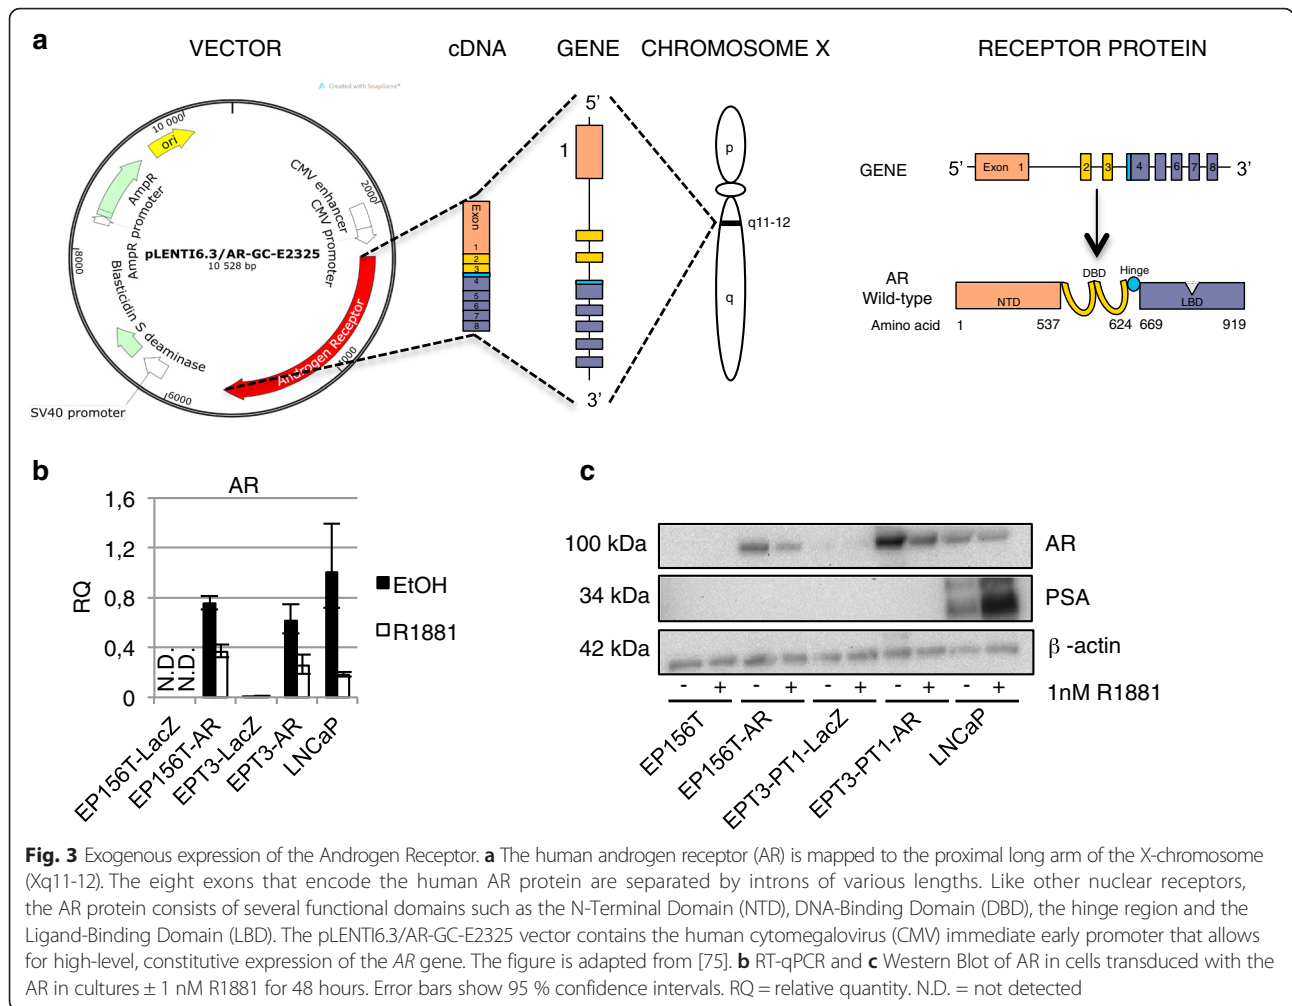 a
VECTOR
cDNA
GENE
CHROMOSOME X
RECEPTOR PROTEIN
Created with SnapGene®
10 000
ori
AmpR
AmpR promoter
CMV enhancer
CMV promoter
2000
pLENTI6.3/AR-GC-E2325
10 528 bp
8000
Blasticidin S deaminase
Androgen Receptor
4000
6000
SV40 promoter
Exon
1
2
3
4
5
6
7
8
5'
1
3'
p
q11-12
q
GENE
5'
Exon 1
2
3
4
6
7
8
3'
AR
Wild-type
NTD
DBD
Hinge
LBD
Amino acid
1
537
624
669
919
b
AR
1,6
1,2
0,8
0,4
0
RQ
N.D.
N.D.
EtOH
R1881
EP156T-LacZ
EP156T-AR
EPT3-LacZ
EPT3-AR
LNCaP
c
100 kDa
AR
34 kDa
PSA
42 kDa
β -actin
- + - + - + - + - +
1nM R1881
EP156T
EP156T-AR
EPT3-PT1-LacZ
EPT3-PT1-AR
LNCaP
Fig. 3 Exogenous expression of the Androgen Receptor. a The human androgen receptor (AR) is mapped to the proximal long arm of the X-chromosome
(Xq11-12). The eight exons that encode the human AR protein are separated by introns of various lengths. Like other nuclear receptors,
the AR protein consists of several functional domains such as the N-Terminal Domain (NTD), DNA-Binding Domain (DBD), the hinge region and the
Ligand-Binding Domain (LBD). The pLENTI6.3/AR-GC-E2325 vector contains the human cytomegalovirus (CMV) immediate early promoter that allows
for high-level, constitutive expression of the AR gene. The figure is adapted from [75]. b RT-qPCR and c Western Blot of AR in cells transduced with the
AR in cultures ± 1 nM R1881 for 48 hours. Error bars show 95 % confidence intervals. RQ = relative quantity. N.D. = not detected